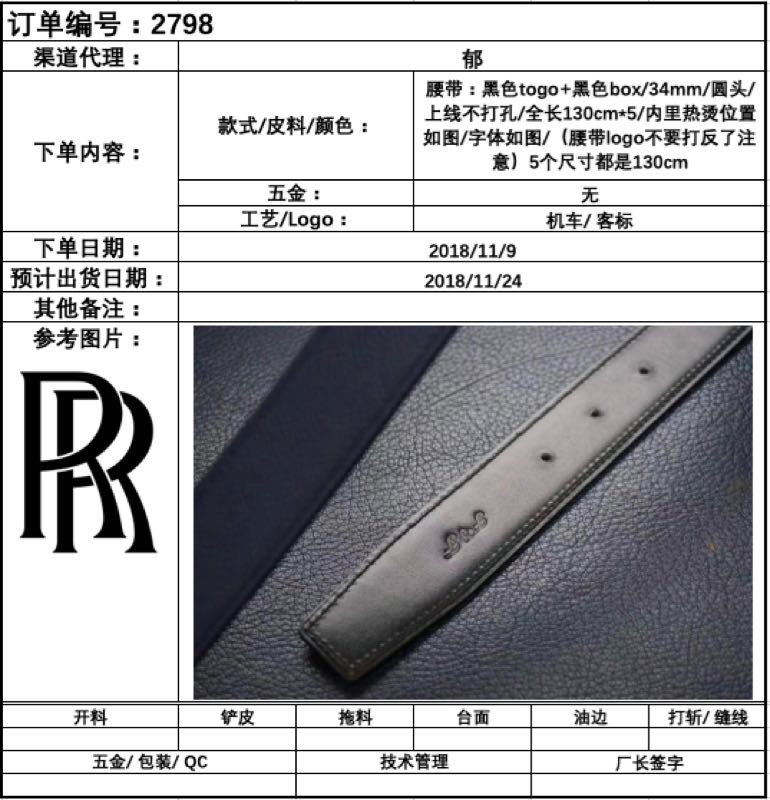 订单编号：2798
渠道代理：
郁
下单内容：
款式/皮料/颜色：
腰带：黑色togo+黑色box/34mm/圆头/
上线不打孔/全长130cm*5/内里热烫位置
如图/字体如图/（腰带logo不要打反了注
意）5个尺寸都是130cm
五金：
无
工艺/Logo：
机车/ 客标
下单日期：
2018/11/9
预计出货日期：
2018/11/24
其他备注：
参考图片：
RR
开料
铲皮
拖料
台面
油边
打斩/ 缝线
五金/ 包装/ QC
技术管理
厂长签字